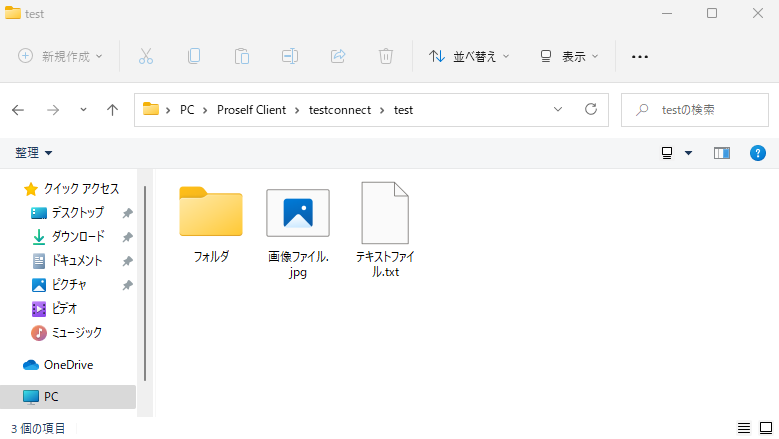 test
新規作成
並べ替え
表示
PC
Proself Client
testconnect
test
testの検索
整理
クイック アクセス
デスクトップ
ダウンロード
ドキュメント
ピクチャ
ビデオ
ミュージック
OneDrive
PC
フォルダ
画像ファイル.
jpg
テキストファイ
ル.txt
3 個の項目